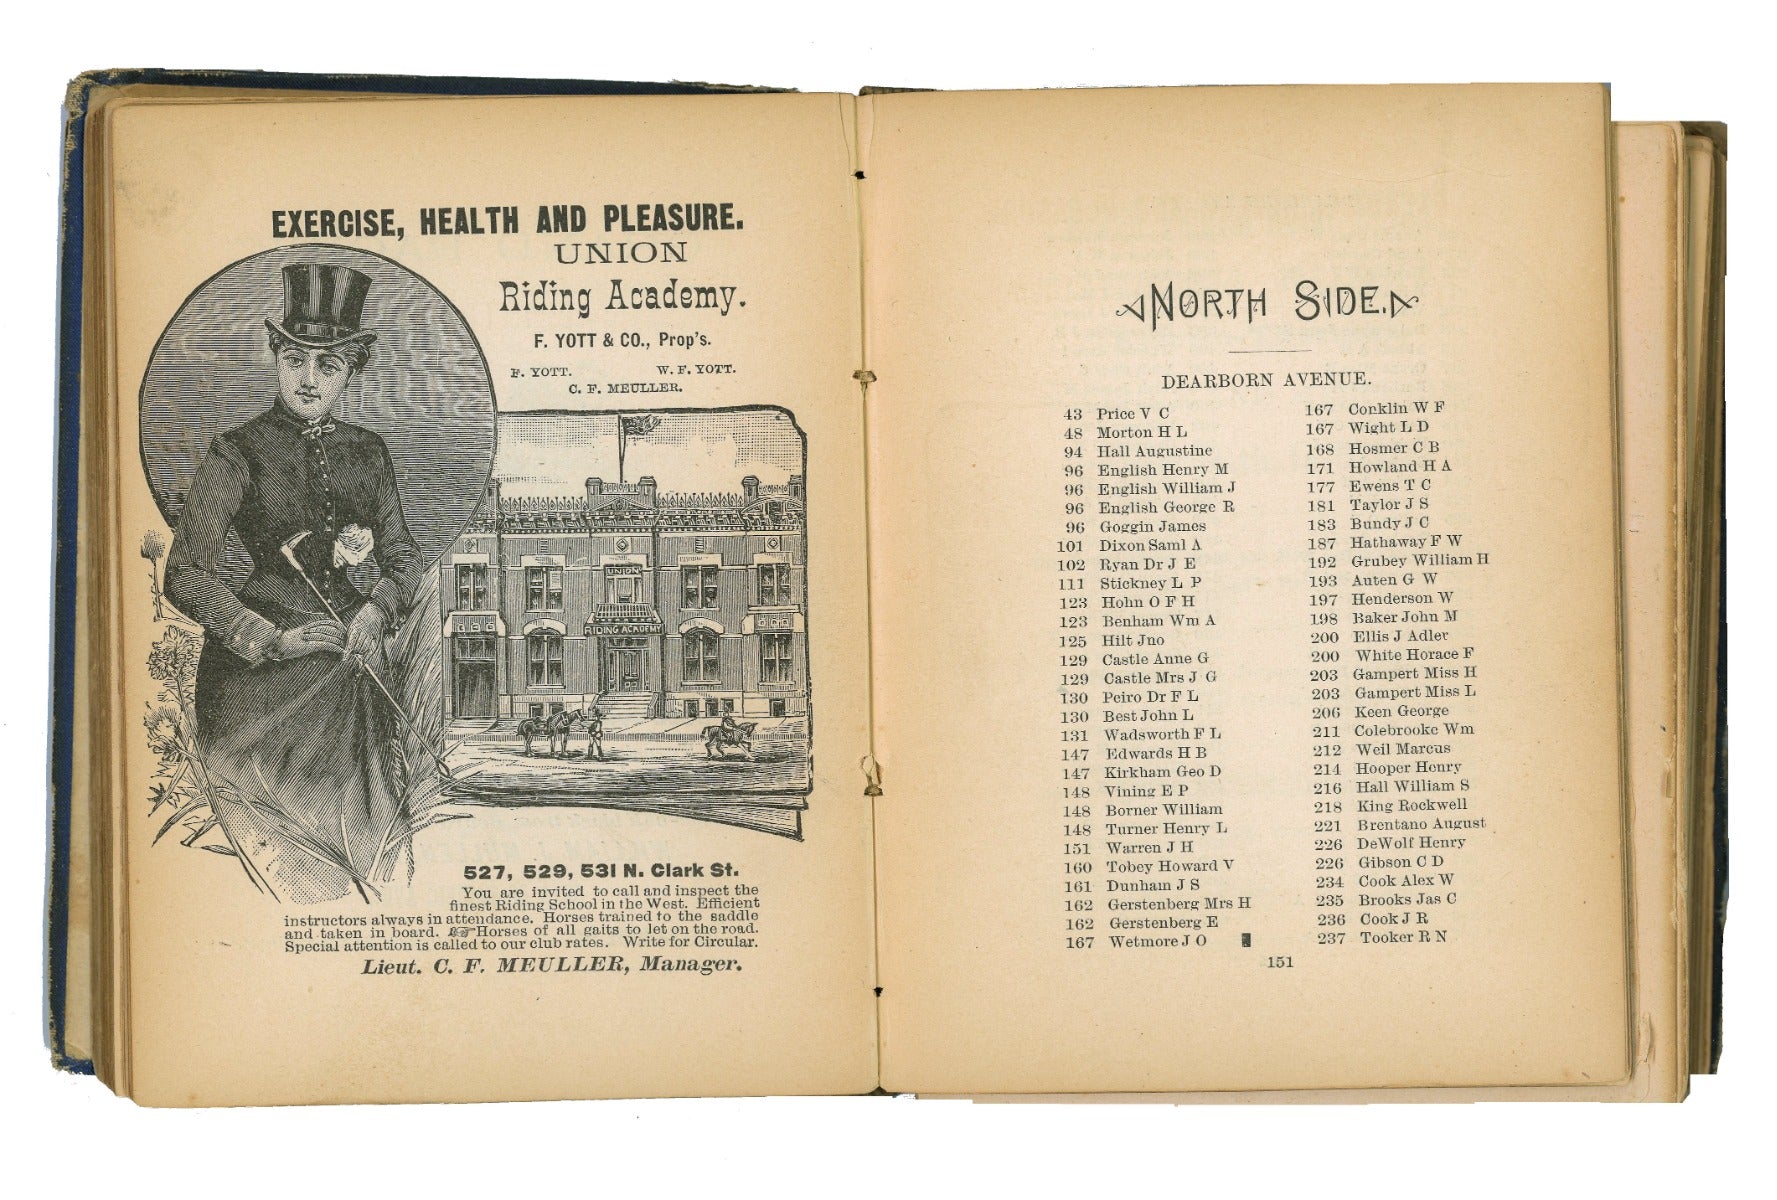 EXERCISE, HEALTH AND PLEASURE.
UNION
Riding Academy.
F. YOTT & CO., Prop's.
F. YOTT. W. F. YOTT.
C. F. MEULLER.
UNION
RIDING ACADEMY
527, 529, 531 N. Clark St.
You are invited to call and inspect the
finest Riding School in the West. Efficient
instructors always in attendance. Horses trained to the saddle
and taken in board. ☞Horses of all gaits to let on the road.
Special attention is called to our club rates. Write for Circular.
Lieut. C. F. MEULLER, Manager.
NORTH SIDE.
DEARBORN AVENUE.
43 Price V C
48 Morton H L
94 Hall Augustine
96 English Henry M
96 English William J
96 English George R
96 Goggin James
101 Dixon Saml A
102 Ryan Dr J E
111 Stickney L P
123 Hohn O F H
123 Benham Wm A
125 Hilt Jno
129 Castle Anne G
129 Castle Mrs J G
130 Peiro Dr F L
130 Best John L
131 Wadsworth F L
147 Edwards H B
147 Kirkham Geo D
148 Vining E P
148 Borner William
148 Turner Henry L
151 Warren J H
160 Tobey Howard V
161 Dunham J S
162 Gerstenberg Mrs H
162 Gerstenberg E
167 Wetmore J O
167 Conklin W F
167 Wight L D
168 Hosmer C B
171 Howland H A
177 Ewens T C
181 Taylor J S
183 Bundy J C
187 Hathaway F W
192 Grubey William H
193 Auten G W
197 Henderson W
198 Baker John M
200 Ellis J Adler
200 White Horace F
203 Gampert Miss H
203 Gampert Miss L
206 Keen George
211 Colebrooke Wm
212 Weil Marcus
214 Hooper Henry
216 Hall William S
218 King Rockwell
221 Brentano August
226 DeWolf Henry
226 Gibson C D
234 Cook Alex W
235 Brooks Jas C
236 Cook J R
237 Tooker R N
151